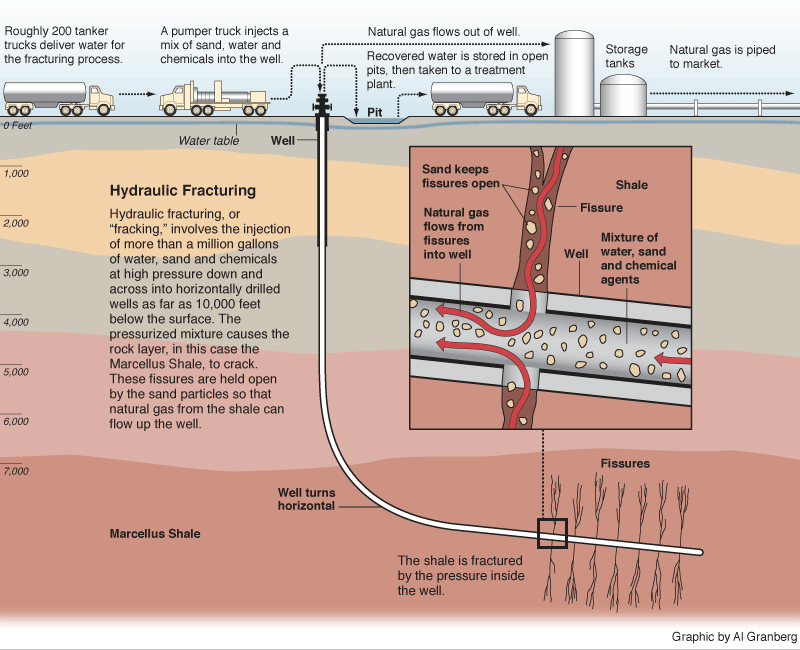 Roughly 200 tanker
trucks deliver water for
the fracturing process.
A pumper truck injects a
mix of sand, water and
chemicals into the well.
Natural gas flows out of well.
Recovered water is stored in open
pits, then taken to a treatment
plant.
Storage
tanks
Natural gas is piped
to market.
Pit
0 Feet
Water table
Well
1,000
2,000
3,000
4,000
5,000
6,000
7,000
Hydraulic Fracturing
Hydraulic fracturing, or
“fracking,” involves the injection
of more than a million gallons
of water, sand and chemicals
at high pressure down and
across into horizontally drilled
wells as far as 10,000 feet
below the surface. The
pressurized mixture causes the
rock layer, in this case the
Marcellus Shale, to crack.
These fissures are held open
by the sand particles so that
natural gas from the shale can
flow up the well.
Sand keeps
fissures open
Shale
Fissure
Natural gas
flows from
fissures
into well
Well
Mixture of
water, sand
and chemical
agents
Fissures
Well turns
horizontal
Marcellus Shale
The shale is fractured
by the pressure inside
the well.
Graphic by Al Granberg